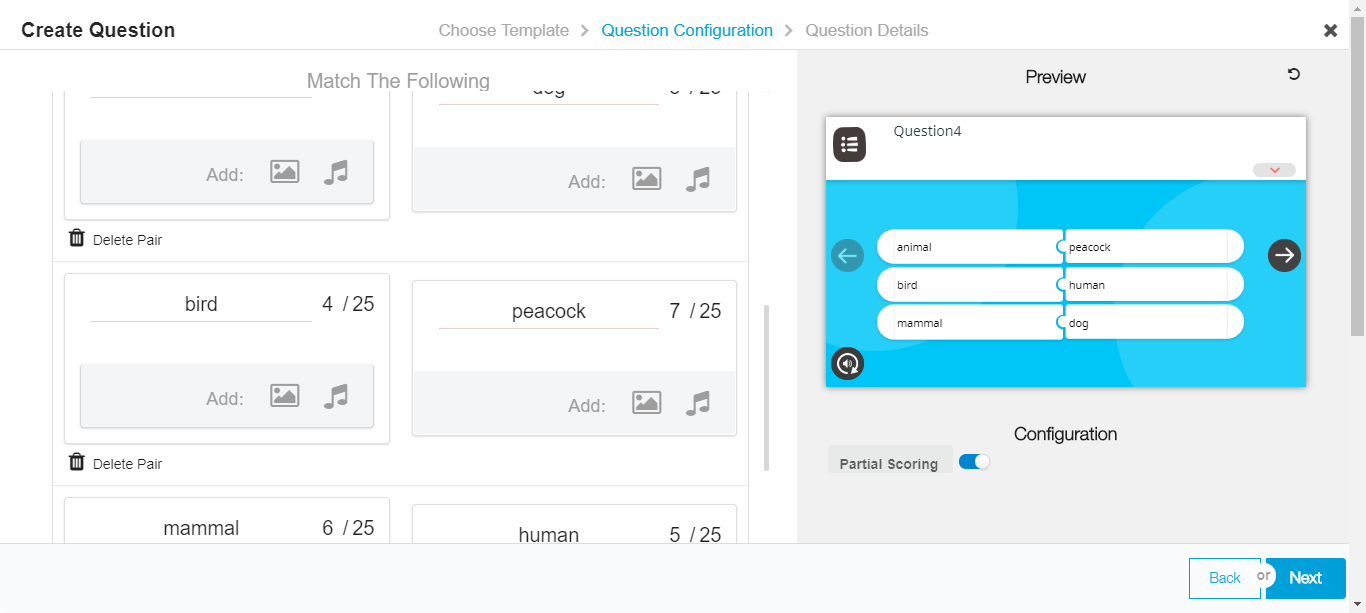 Create Question
Choose Template > Question Configuration > Question Details
Match The Following
dog
Add:
Add:
Delete Pair
bird 4 / 25
peacock 7 / 25
Add:
Add:
Delete Pair
mammal 6 / 25
human 5 / 25
Preview
Question4
animal peacock
bird human
mammal dog
Configuration
Partial Scoring
Back or Next